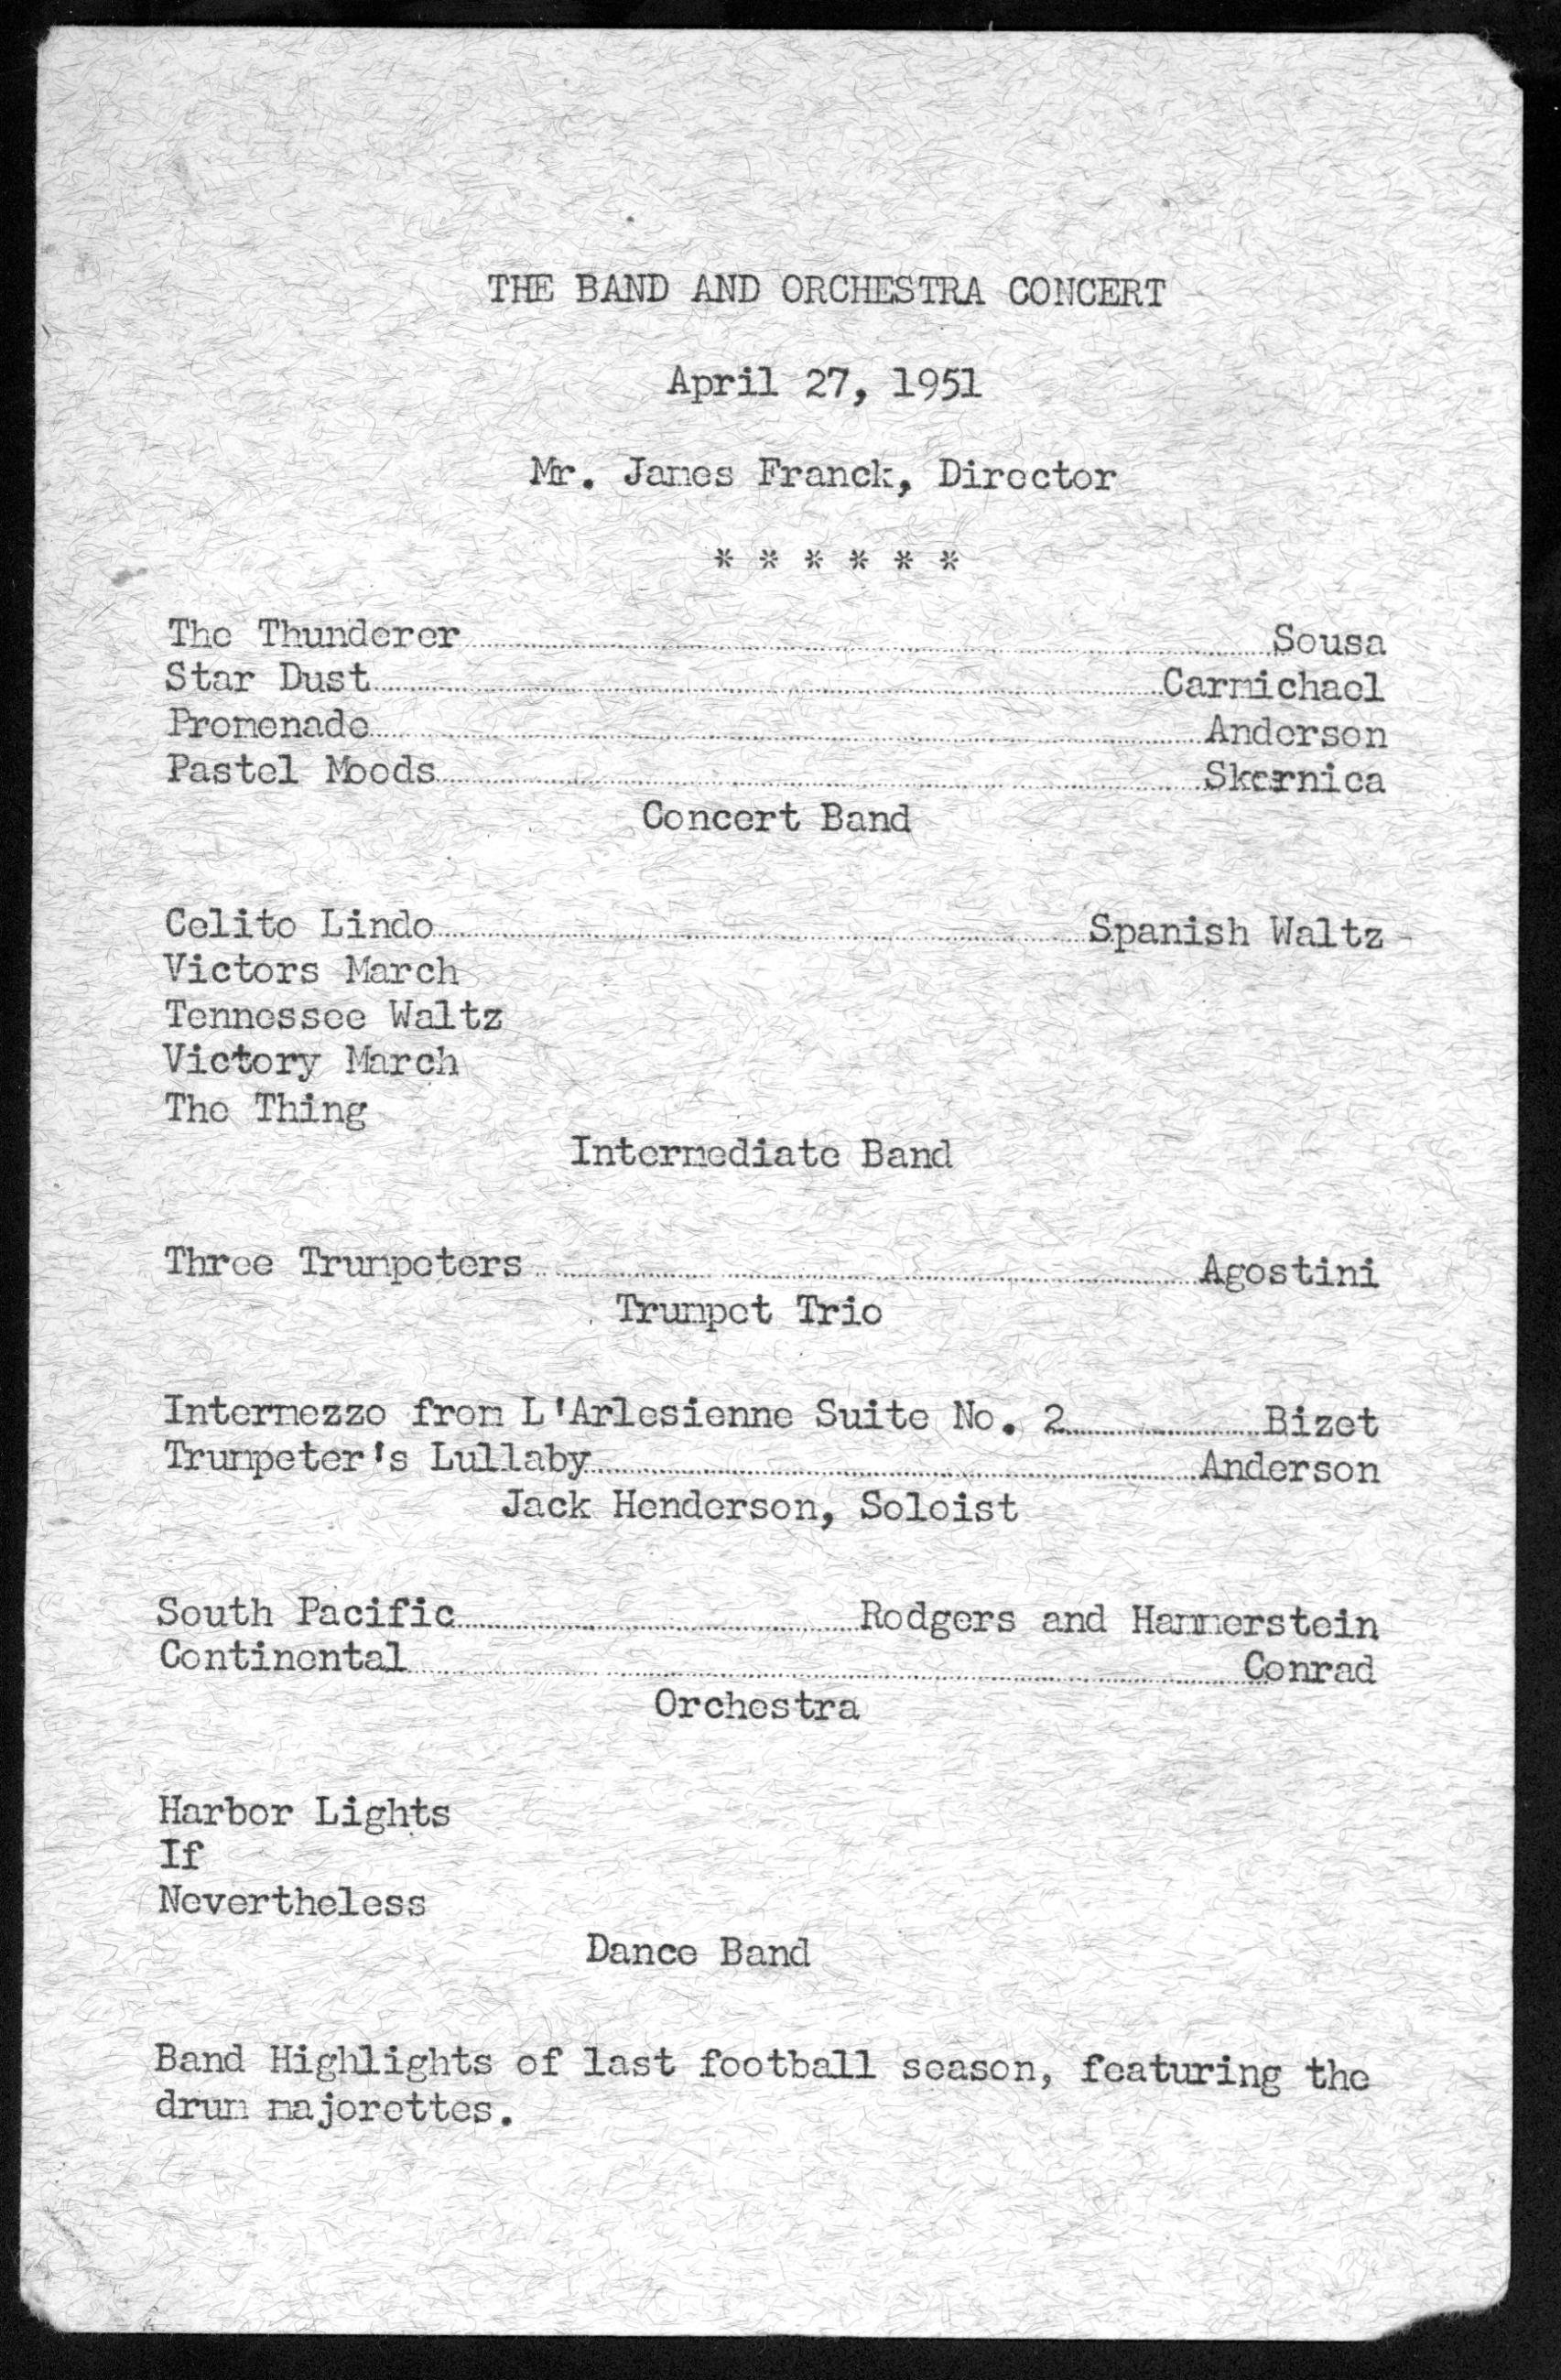 THE BAND AND ORCHESTRA CONCERT
April 27, 1951
Mr. James Franck, Director
* * * * * *
The Thunderer Sousa
Star Dust Carmichael
Promenade Anderson
Pastel Moods Skornica
Concert Band
Celito Lindo Spanish Waltz
Victors March
Tennessee Waltz
Victory March
The Thing
Intermediate Band
Three Trumpeters Agostini
Trumpet Trio
Intermezzo from L'Arlesienne Suite No. 2 Bizet
Trumpeter's Lullaby Anderson
Jack Henderson, Soloist
South Pacific Rodgers and Hammerstein
Continental Conrad
Orchestra
Harbor Lights
If
Nevertheless
Dance Band
Band Highlights of last football season, featuring the
drum majorettes.